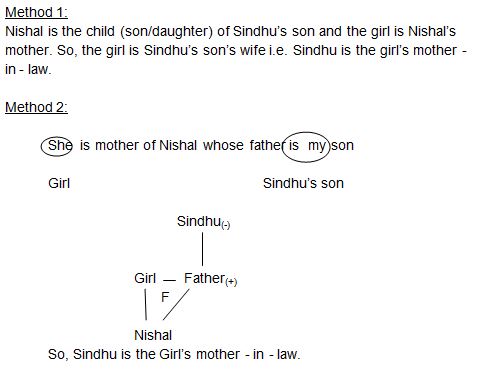 Method 1:
Nishal is the child (son/daughter) of Sindhu's son and the girl is Nishal's
mother. So, the girl is Sindhu's son's wife i.e. Sindhu is the girl's mother -
in - law.
Method 2:
She is mother of Nishal whose father is my son
Girl Sindhu's son
Sindhu(-)
Girl — Father(+)
F
Nishal
So, Sindhu is the Girl's mother - in - law.